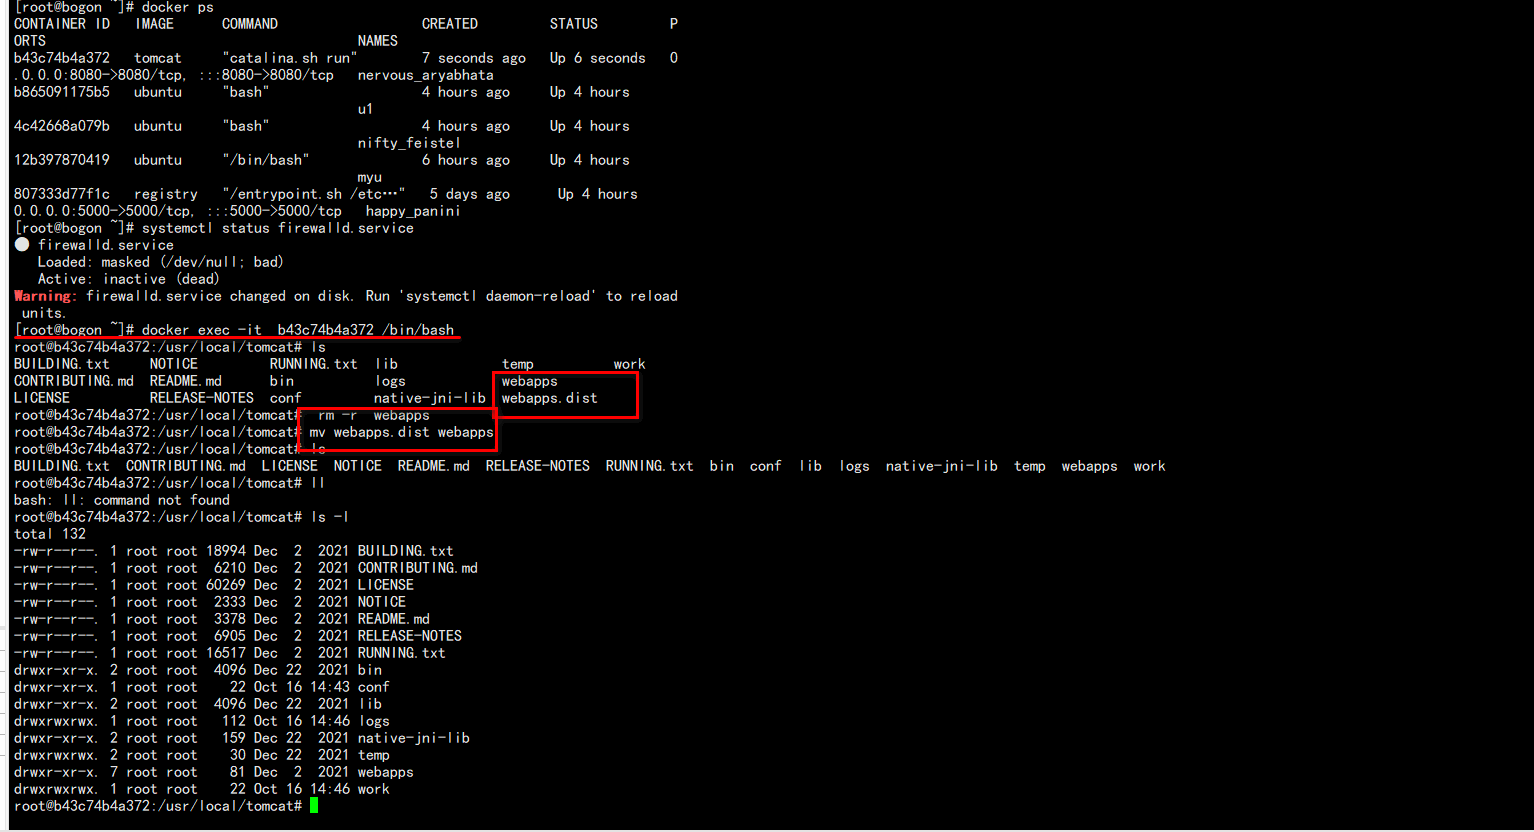 [root@bogon ~]# docker ps
CONTAINER ID   IMAGE      COMMAND                  CREATED         STATUS         P
ORTS                                       NAMES
b43c74b4a372   tomcat     "catalina.sh run"        7 seconds ago   Up 6 seconds   0
.0.0.0:8080->8080/tcp, :::8080->8080/tcp   nervous_aryabhata
b865091175b5   ubuntu     "bash"                   4 hours ago     Up 4 hours
u1
4c42668a079b   ubuntu     "bash"                   4 hours ago     Up 4 hours
nifty_feistel
12b397870419   ubuntu     "/bin/bash"              6 hours ago     Up 4 hours
myu
807333d77f1c   registry   "/entrypoint.sh /etc…"   5 days ago      Up 4 hours
0.0.0.0:5000->5000/tcp, :::5000->5000/tcp   happy_panini
[root@bogon ~]# systemctl status firewalld.service
● firewalld.service
   Loaded: masked (/dev/null; bad)
   Active: inactive (dead)
Warning: firewalld.service changed on disk. Run 'systemctl daemon-reload' to reload
 units.
[root@bogon ~]# docker exec -it  b43c74b4a372 /bin/bash
root@b43c74b4a372:/usr/local/tomcat# ls
BUILDING.txt     NOTICE         RUNNING.txt  lib             temp          work
CONTRIBUTING.md  README.md      bin          logs            webapps
LICENSE          RELEASE-NOTES  conf         native-jni-lib  webapps.dist
root@b43c74b4a372:/usr/local/tomcat#  rm -r  webapps
root@b43c74b4a372:/usr/local/tomcat# mv webapps.dist webapps
root@b43c74b4a372:/usr/local/tomcat# ls
BUILDING.txt  CONTRIBUTING.md  LICENSE  NOTICE  README.md  RELEASE-NOTES  RUNNING.txt  bin  conf  lib  logs  native-jni-lib  temp  webapps  work
root@b43c74b4a372:/usr/local/tomcat# ll
bash: ll: command not found
root@b43c74b4a372:/usr/local/tomcat# ls -l
total 132
-rw-r--r--. 1 root root 18994 Dec  2  2021 BUILDING.txt
-rw-r--r--. 1 root root  6210 Dec  2  2021 CONTRIBUTING.md
-rw-r--r--. 1 root root 60269 Dec  2  2021 LICENSE
-rw-r--r--. 1 root root  2333 Dec  2  2021 NOTICE
-rw-r--r--. 1 root root  3378 Dec  2  2021 README.md
-rw-r--r--. 1 root root  6905 Dec  2  2021 RELEASE-NOTES
-rw-r--r--. 1 root root 16517 Dec  2  2021 RUNNING.txt
drwxr-xr-x. 2 root root  4096 Dec 22  2021 bin
drwxr-xr-x. 1 root root    22 Oct 16 14:43 conf
drwxr-xr-x. 2 root root  4096 Dec 22  2021 lib
drwxrwxrwx. 1 root root   112 Oct 16 14:46 logs
drwxr-xr-x. 2 root root   159 Dec 22  2021 native-jni-lib
drwxrwxrwx. 2 root root    30 Dec 22  2021 temp
drwxr-xr-x. 7 root root    81 Dec  2  2021 webapps
drwxrwxrwx. 1 root root    22 Oct 16 14:46 work
root@b43c74b4a372:/usr/local/tomcat#